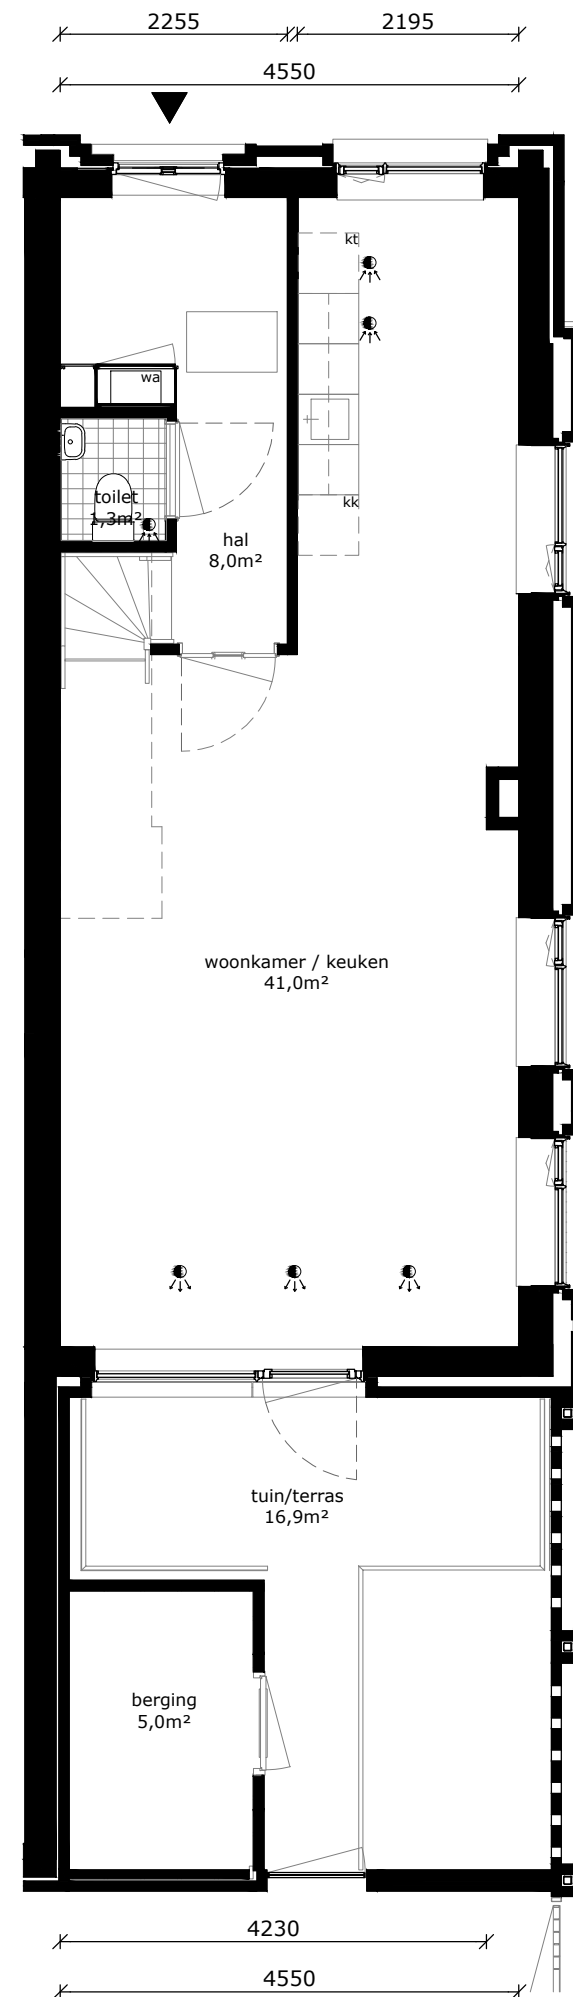 2255 2195
4550
kt
wa
toilet
1,3m²
kk
hal
8,0m²
woonkamer / keuken
41,0m²
tuin/terras
16,9m²
berging
5,0m²
4230
4550